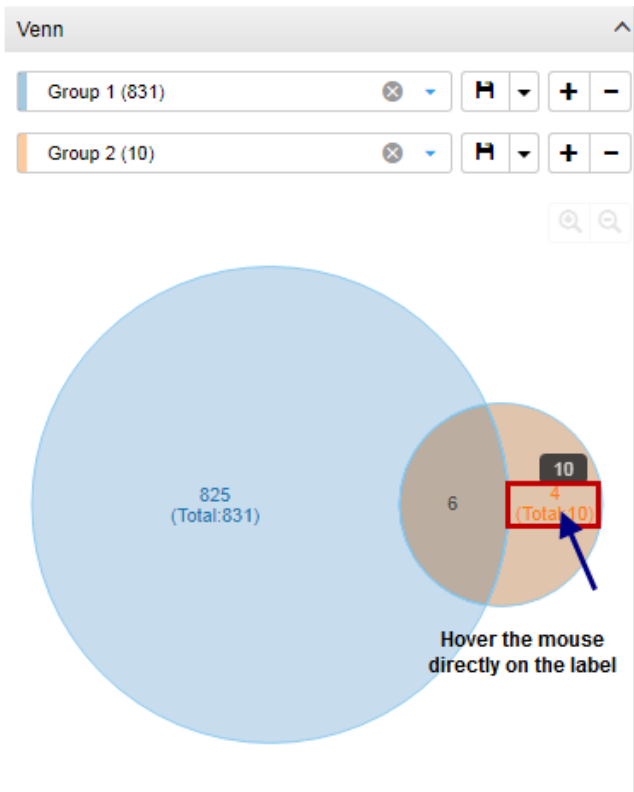 Venn
Group 1 (831)
Group 2 (10)
10
825
(Total:831)
6
4
(Total:10)
Hover the mouse
directly on the label